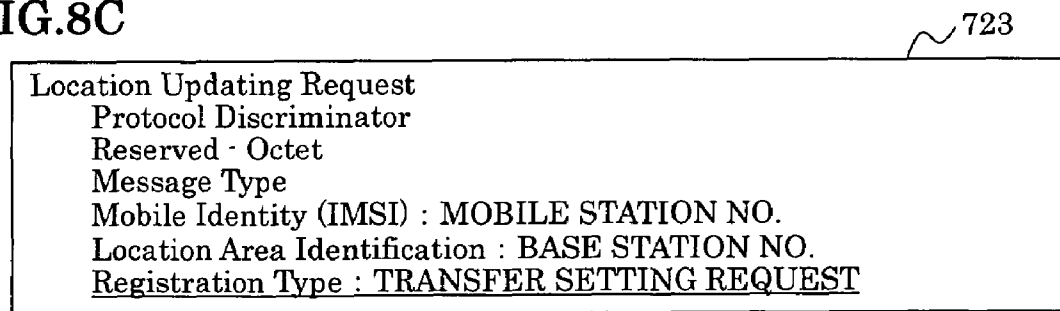 IG.8C
723
Location Updating Request
Protocol Discriminator
Reserved - Octet
Message Type
Mobile Identity (IMSI) : MOBILE STATION NO.
Location Area Identification : BASE STATION NO.
Registration Type : TRANSFER SETTING REQUEST